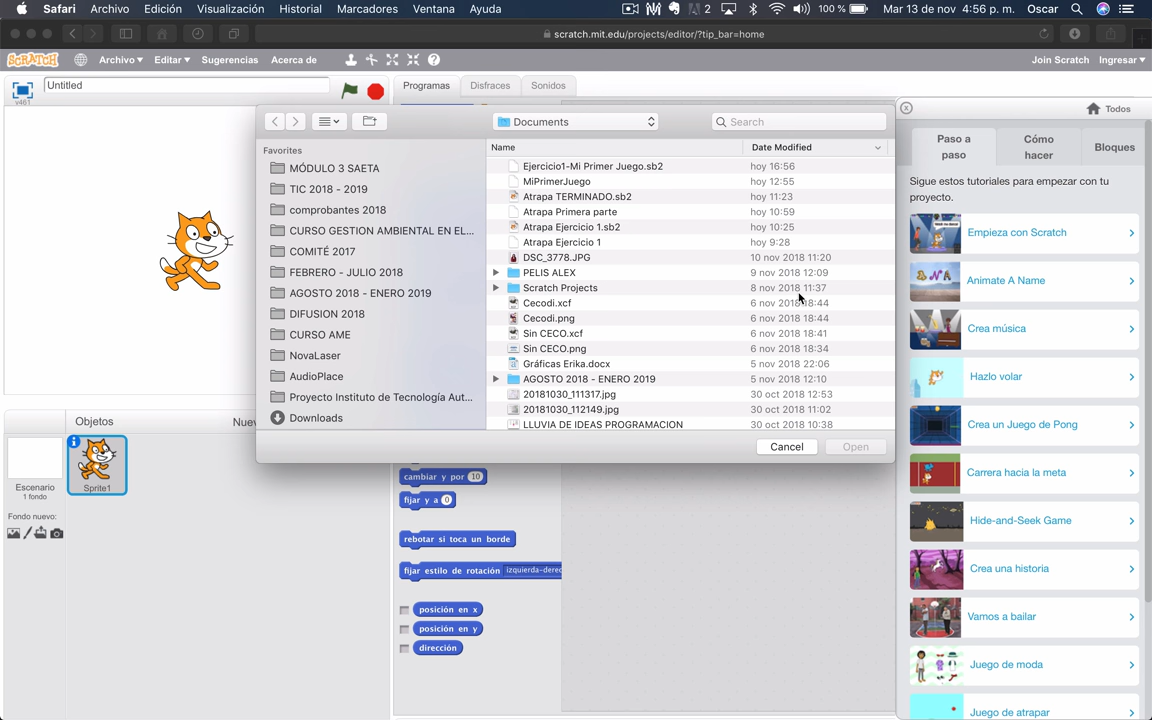 Safari Archivo Edición Visualización Historial Marcadores Ventana Ayuda
2 100 % Mar 13 de nov 4:56 p. m. Oscar
scratch.mit.edu/projects/editor/?tip_bar=home
SCRATCH Archivo Editar Sugerencias Acerca de Join Scratch Ingresar
v461
Untitled
Programas Disfraces Sonidos
Todos
Documents
Search
Favorites
MÓDULO 3 SAETA
TIC 2018 - 2019
comprobantes 2018
CURSO GESTION AMBIENTAL EN EL...
COMITÉ 2017
FEBRERO - JULIO 2018
AGOSTO 2018 - ENERO 2019
DIFUSION 2018
CURSO AME
NovaLaser
AudioPlace
Proyecto Instituto de Tecnología Aut...
Downloads
Name Date Modified
Ejercicio1-Mi Primer Juego.sb2 hoy 16:56
MiPrimerJuego hoy 12:55
Atrapa TERMINADO.sb2 hoy 11:23
Atrapa Primera parte hoy 10:59
Atrapa Ejercicio 1.sb2 hoy 10:25
Atrapa Ejercicio 1 hoy 9:28
DSC_3778.JPG 10 nov 2018 11:20
PELIS ALEX 9 nov 2018 12:09
Scratch Projects 8 nov 2018 11:37
Cecodi.xcf 6 nov 2018 18:44
Cecodi.png 6 nov 2018 18:44
Sin CECO.xcf 6 nov 2018 18:41
Sin CECO.png 6 nov 2018 18:34
Gráficas Erika.docx 5 nov 2018 22:06
AGOSTO 2018 - ENERO 2019 5 nov 2018 12:10
20181030_111317.jpg 30 oct 2018 12:53
20181030_112149.jpg 30 oct 2018 11:02
LLUVIA DE IDEAS PROGRAMACION 30 oct 2018 10:38
Cancel Open
Objetos Nuev
Escenario
1 fondo
Sprite1
Fondo nuevo:
cambiar y por 10
fijar y a 0
rebotar si toca un borde
fijar estilo de rotación izquierda-derec
posición en x
posición en y
dirección
Paso a paso
Cómo hacer
Bloques
Sigue estos tutoriales para empezar con tu
proyecto.
Empieza con Scratch
Animate A Name
Crea música
Hazlo volar
Crea un Juego de Pong
Carrera hacia la meta
Hide-and-Seek Game
Crea una historia
Vamos a bailar
Juego de moda
Juego de atrapar